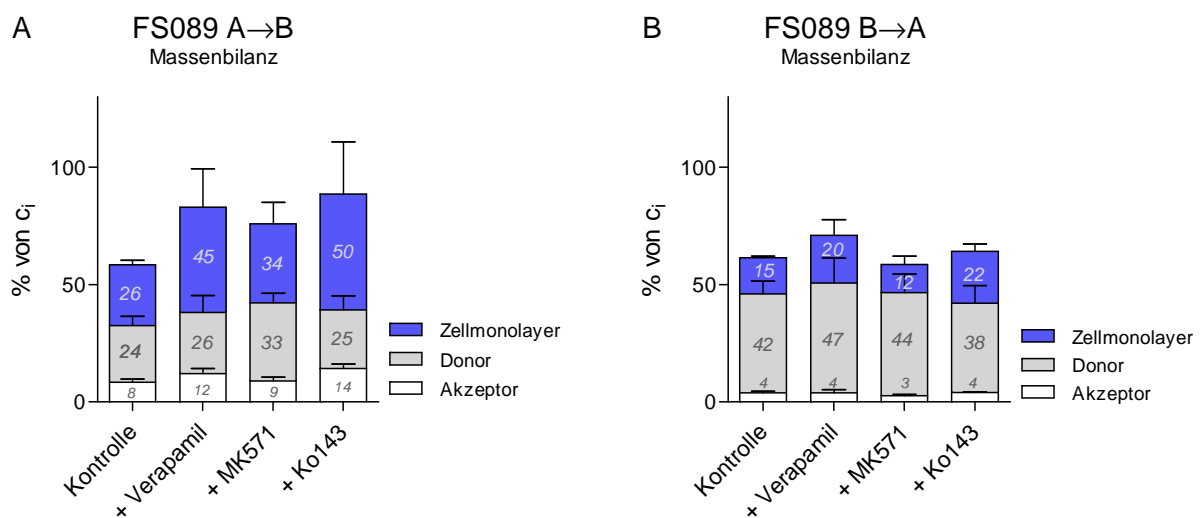 A
FS089 A→B
Massenbilanz
% von ci
100
50
0
26
24
8
45
26
12
34
33
9
50
25
14
Zellmonolayer
Donor
Akzeptor
Kontrolle
+ Verapamil
+ MK571
+ Ko143
B
FS089 B→A
Massenbilanz
% von ci
100
50
0
15
42
4
20
47
4
12
44
3
22
38
4
Zellmonolayer
Donor
Akzeptor
Kontrolle
+ Verapamil
+ MK571
+ Ko143